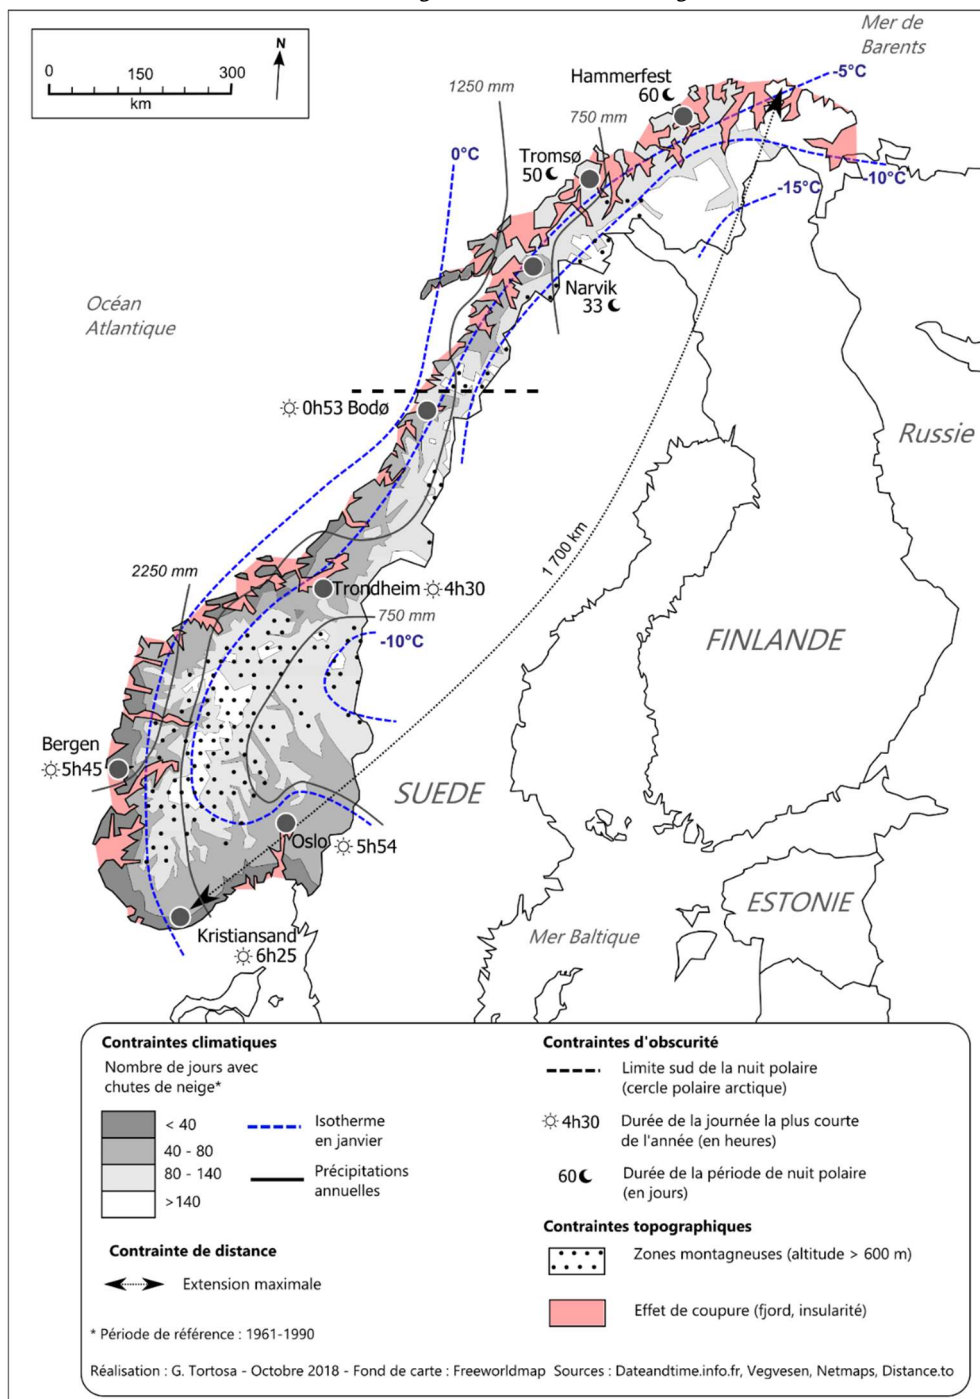 Mer de
Barents
N
0 150 300
km
Hammerfest
60
-5°C
1250 mm
750 mm
Tromsø
50
0°C
-15°C
-10°C
Océan
Atlantique
Narvik
33
0h53 Bodø
Russie
1 700 km
2250 mm
Trondheim 4h30
750 mm
-10°C
FINLANDE
Bergen
5h45
SUEDE
Oslo 5h54
ESTONIE
Kristiansand
6h25
Mer Baltique
Contraintes climatiques
Nombre de jours avec
chutes de neige*
< 40
40 - 80
80 - 140
>140
Isotherme
en janvier
Précipitations
annuelles
Contrainte de distance
Extension maximale
* Période de référence : 1961-1990
Contraintes d'obscurité
Limite sud de la nuit polaire
(cercle polaire arctique)
4h30 Durée de la journée la plus courte
de l'année (en heures)
60 Durée de la période de nuit polaire
(en jours)
Contraintes topographiques
Zones montagneuses (altitude > 600 m)
Effet de coupure (fjord, insularité)
Réalisation : G. Tortosa - Octobre 2018 - Fond de carte : Freeworldmap Sources : Dateandtime.info.fr, Vegvesen, Netmaps, Distance.to